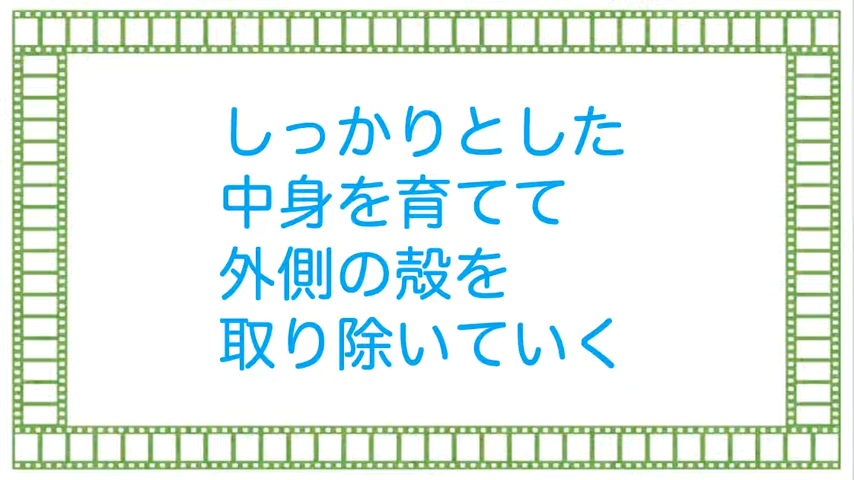 しっかりとした
中身を育てて
外側の殻を
取り除いていく